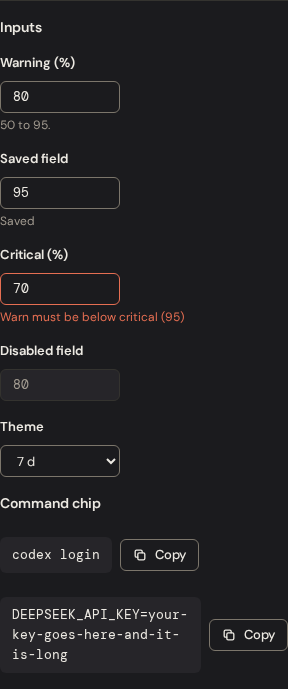 Inputs
Warning (%)
80
50 to 95.
Saved field
95
Saved
Critical (%)
70
Warn must be below critical (95)
Disabled field
80
Theme
7 d
Command chip
codex login
Copy
DEEPSEEK_API_KEY=your-
key-goes-here-and-it-
is-long
Copy